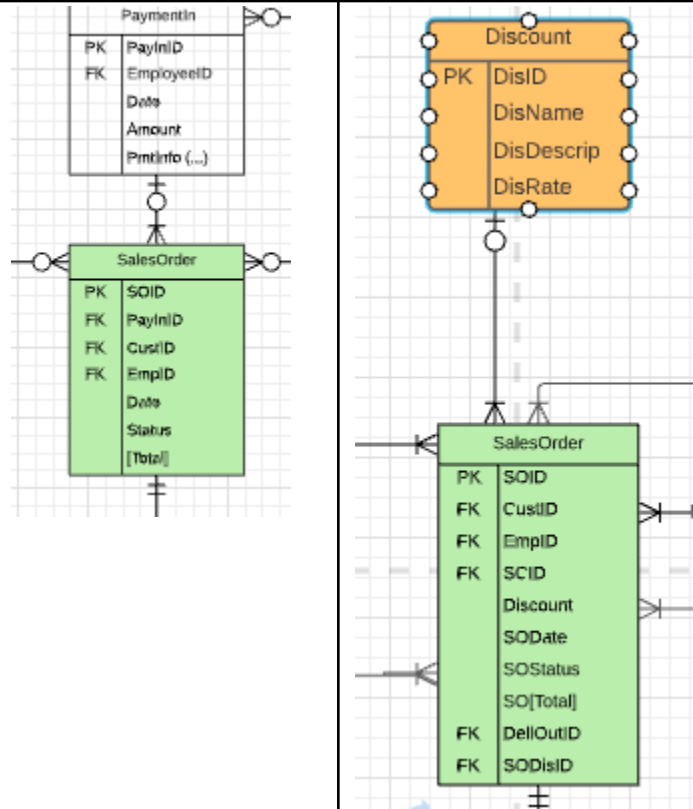 PaymentIn
PK PayInID
FK EmployeeID
Date
Amount
PmtInfo (...)
SalesOrder
PK SOID
FK PayInID
FK CustID
FK EmpID
Date
Status
[Total]
Discount
PK DisID
DisName
DisDescrip
DisRate
SalesOrder
PK SOID
FK CustID
FK EmpID
FK SCID
Discount
SODate
SOStatus
SO[Total]
FK DelIOutID
FK SODisID